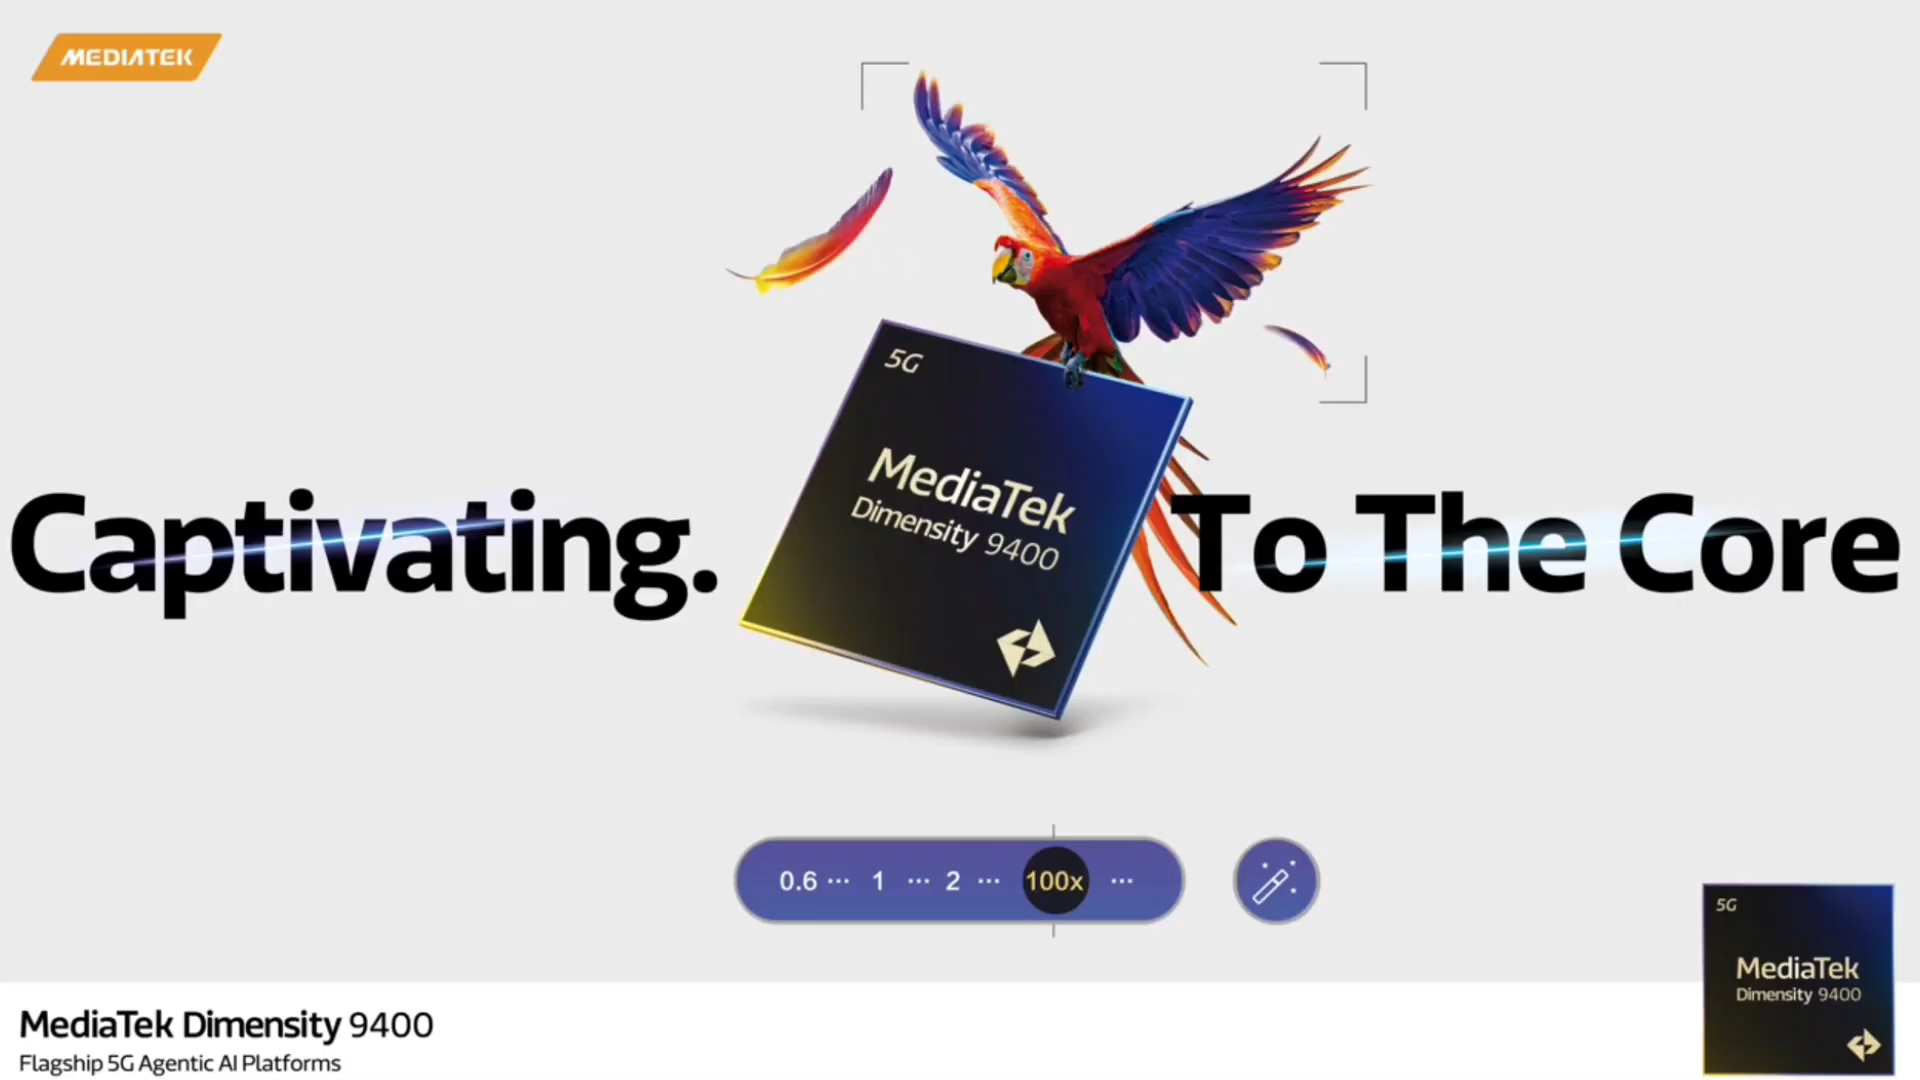 MEDIATEK
5G
MediaTek
Dimensity 9400
Captivating. To The Core
0.6 ··· 1 ··· 2 ··· 100x ···
5G
MediaTek
Dimensity 9400
MediaTek Dimensity 9400
Flagship 5G Agentic AI Platforms